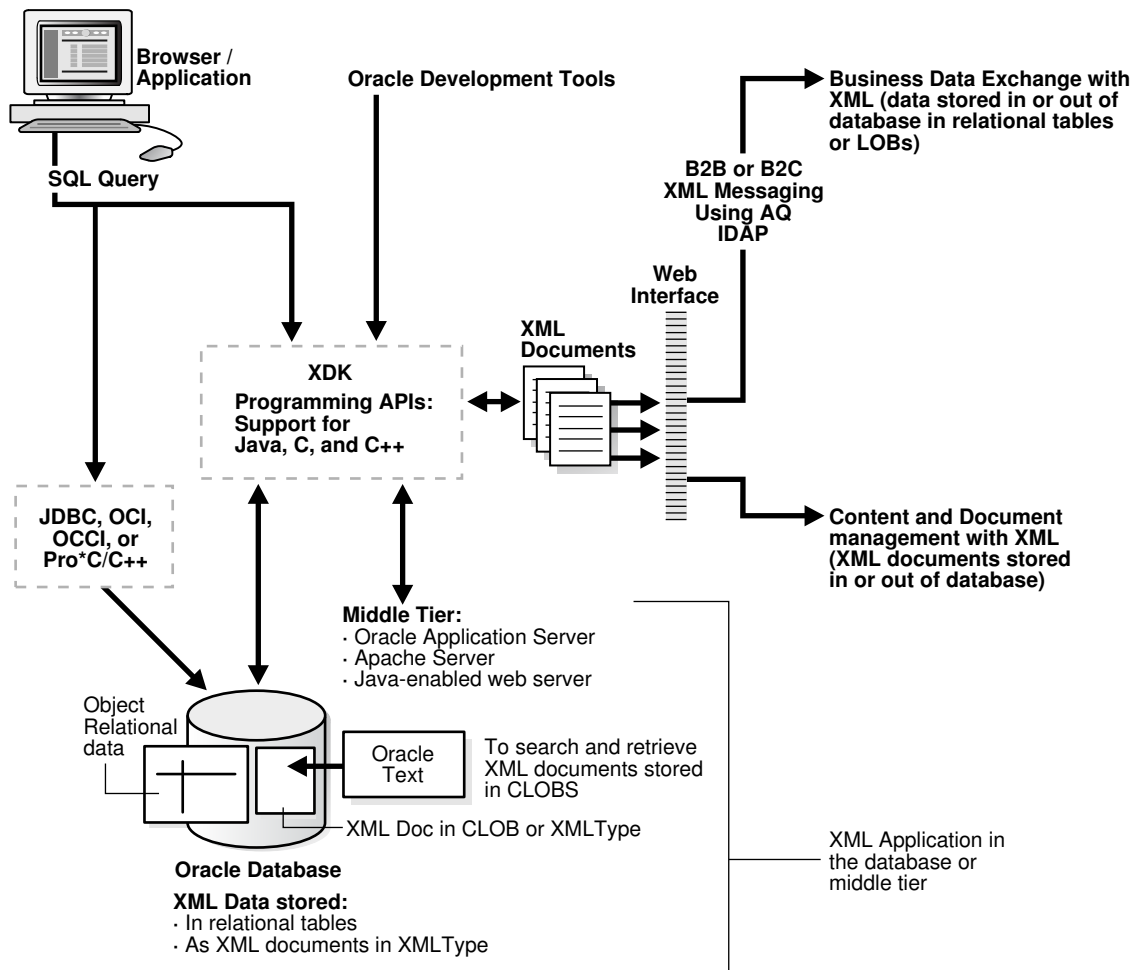 Browser /
Application
Oracle Development Tools
Business Data Exchange with
XML (data stored in or out of
database in relational tables
or LOBs)
SQL Query
B2B or B2C
XML Messaging
Using AQ
IDAP
Web
Interface
XML
Documents
XDK
Programming APIs:
Support for
Java, C, and C++
JDBC, OCI,
OCCI, or
Pro*C/C++
Content and Document
management with XML
(XML documents stored
in or out of database)
Middle Tier:
· Oracle Application Server
· Apache Server
· Java-enabled web server
Object
Relational
data
Oracle
Text
To search and retrieve
XML documents stored
in CLOBS
XML Doc in CLOB or XMLType
Oracle Database
XML Data stored:
· In relational tables
· As XML documents in XMLType
XML Application in
the database or
middle tier